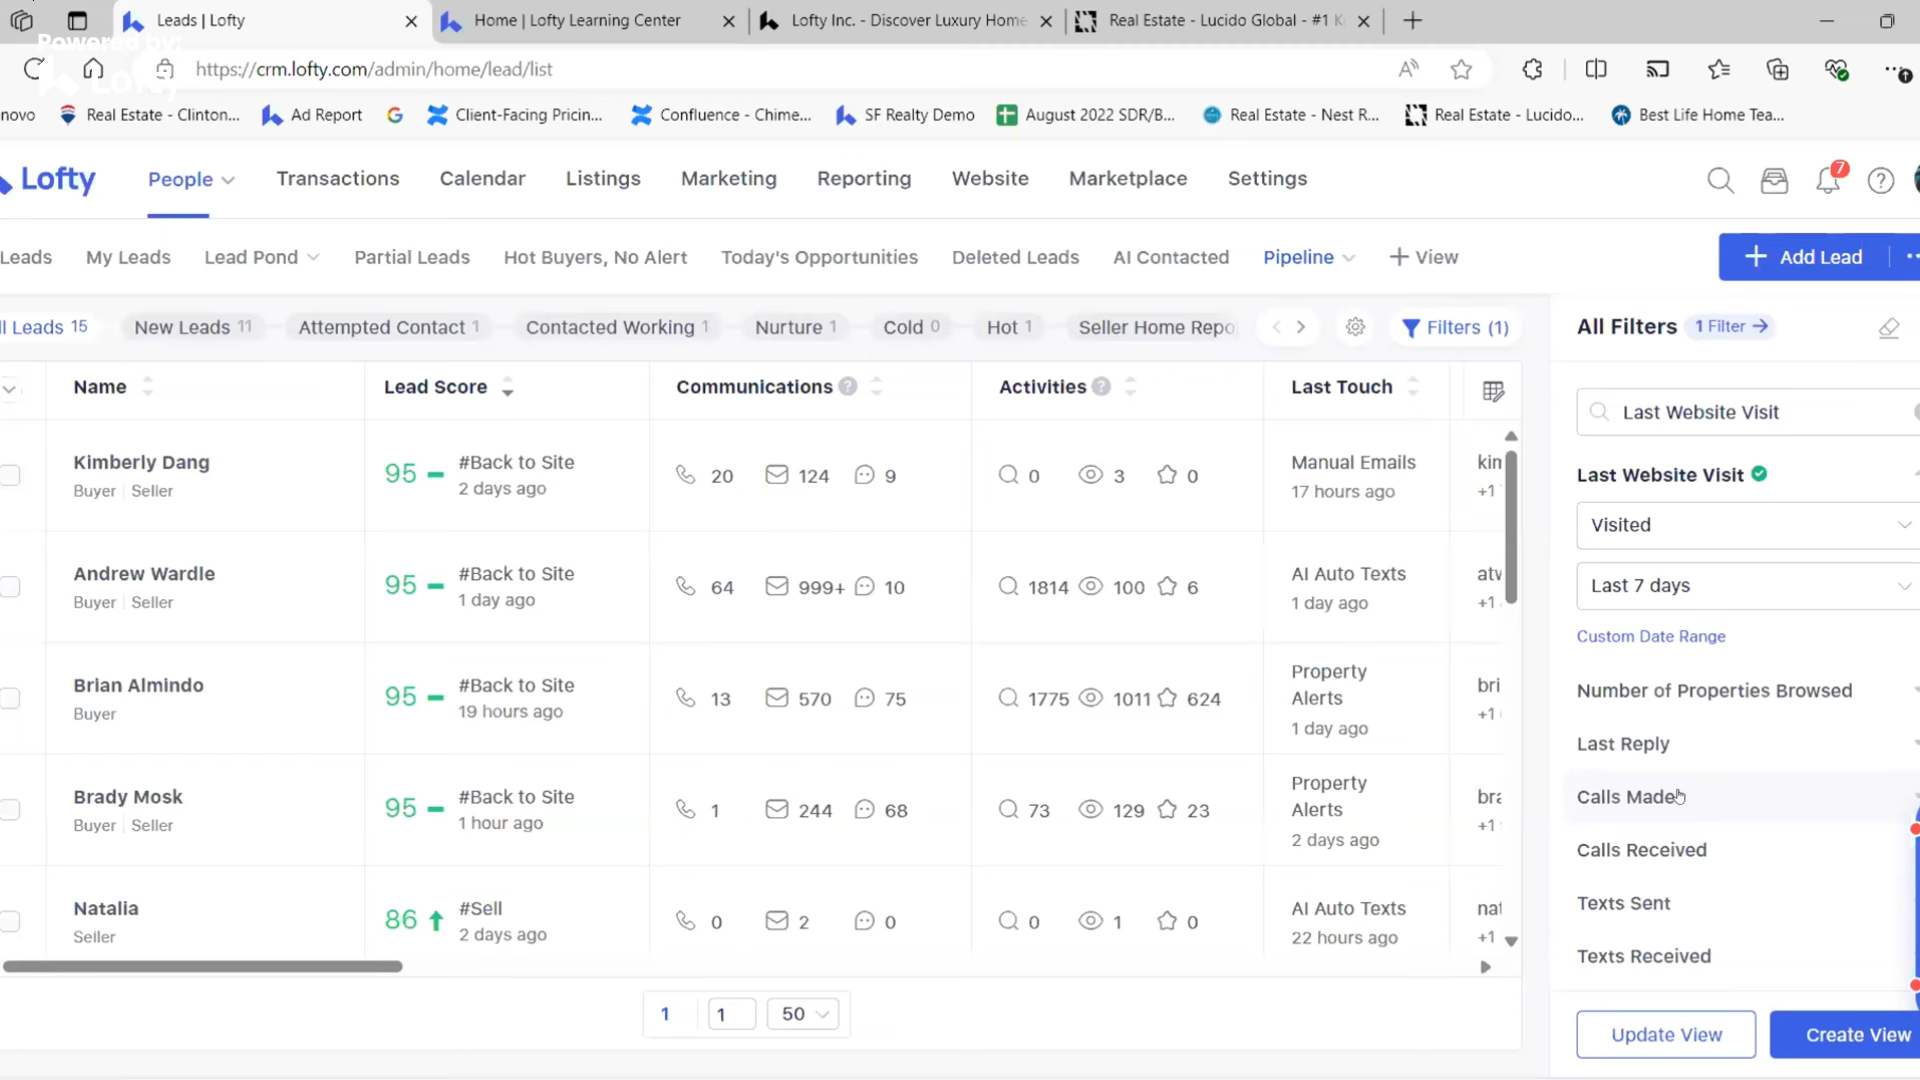 Leads | Lofty
Home | Lofty Learning Center
Lofty Inc. - Discover Luxury Home
Real Estate - Lucido Global - #1 K
Powered by:
Lofty
https://crm.lofty.com/admin/home/lead/list
novo
Real Estate - Clinton...
Ad Report
Client-Facing Pricin...
Confluence - Chime...
SF Realty Demo
August 2022 SDR/B...
Real Estate - Nest R...
Real Estate - Lucido...
Best Life Home Tea...
Lofty
People
Transactions
Calendar
Listings
Marketing
Reporting
Website
Marketplace
Settings
7
Leads
My Leads
Lead Pond
Partial Leads
Hot Buyers, No Alert
Today's Opportunities
Deleted Leads
AI Contacted
Pipeline
+ View
+ Add Lead
ll Leads 15
New Leads 11
Attempted Contact 1
Contacted Working 1
Nurture 1
Cold 0
Hot 1
Seller Home Repo
Filters (1)
All Filters
1 Filter →
Name
Lead Score
Communications
Activities
Last Touch
Last Website Visit
Kimberly Dang
Buyer Seller
95
#Back to Site
2 days ago
20 124 9
0 3 0
Manual Emails
17 hours ago
kin
+1
Andrew Wardle
Buyer Seller
95
#Back to Site
1 day ago
64 999+ 10
1814 100 6
AI Auto Texts
1 day ago
+1
Brian Almindo
Buyer
95
#Back to Site
19 hours ago
13 570 75
1775 1011 624
Property
Alerts
1 day ago
bri
+1
Brady Mosk
Buyer Seller
95
#Back to Site
1 hour ago
1 244 68
73 129 23
Property
Alerts
2 days ago
bra
+1
Natalia
Seller
86
#Sell
2 days ago
0 2 0
0 1 0
AI Auto Texts
22 hours ago
nat
+1
Last Website Visit
Visited
Last 7 days
Custom Date Range
Number of Properties Browsed
Last Reply
Calls Made
Calls Received
Texts Sent
Texts Received
1
1
50
Update View
Create View